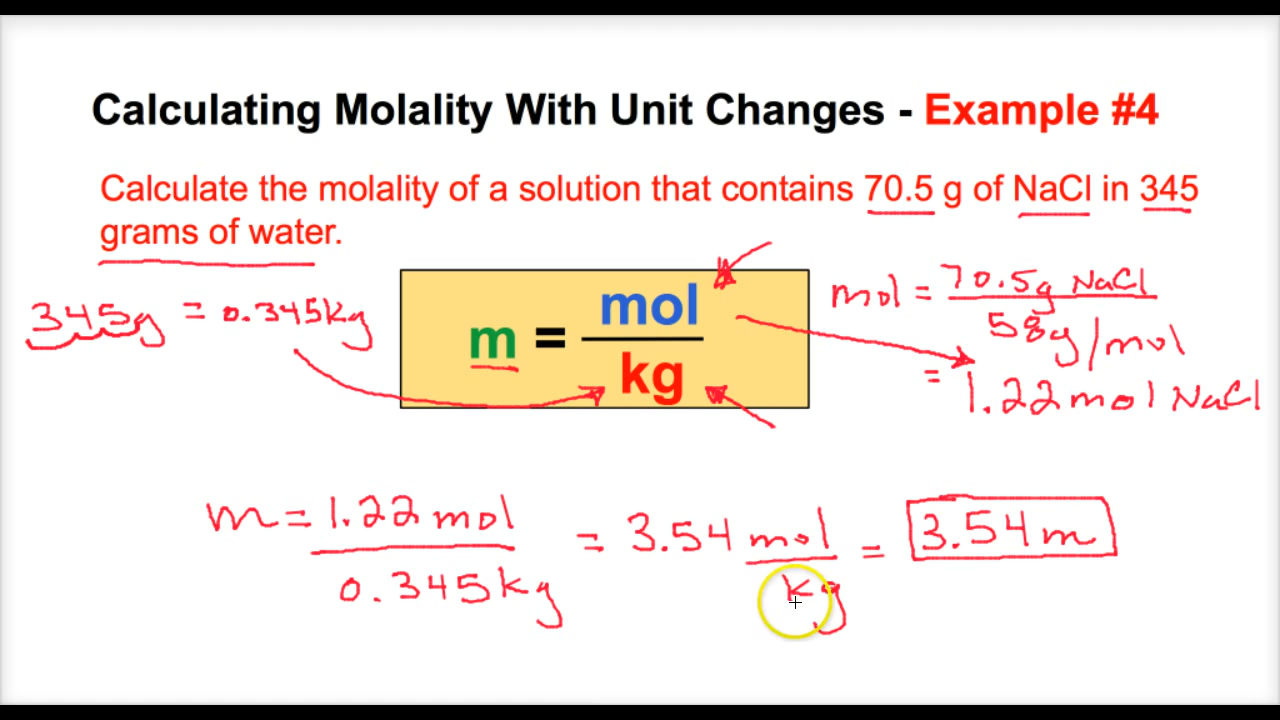 Calculating Molality With Unit Changes - Example #4
Calculate the molality of a solution that contains 70.5 g of NaCl in 345
grams of water.
345g = 0.345kg
m = mol
kg
mol = 70.5g NaCl
58g/mol
= 1.22 mol NaCl
m = 1.22 mol
0.345kg
= 3.54 mol
kg
= 3.54 m